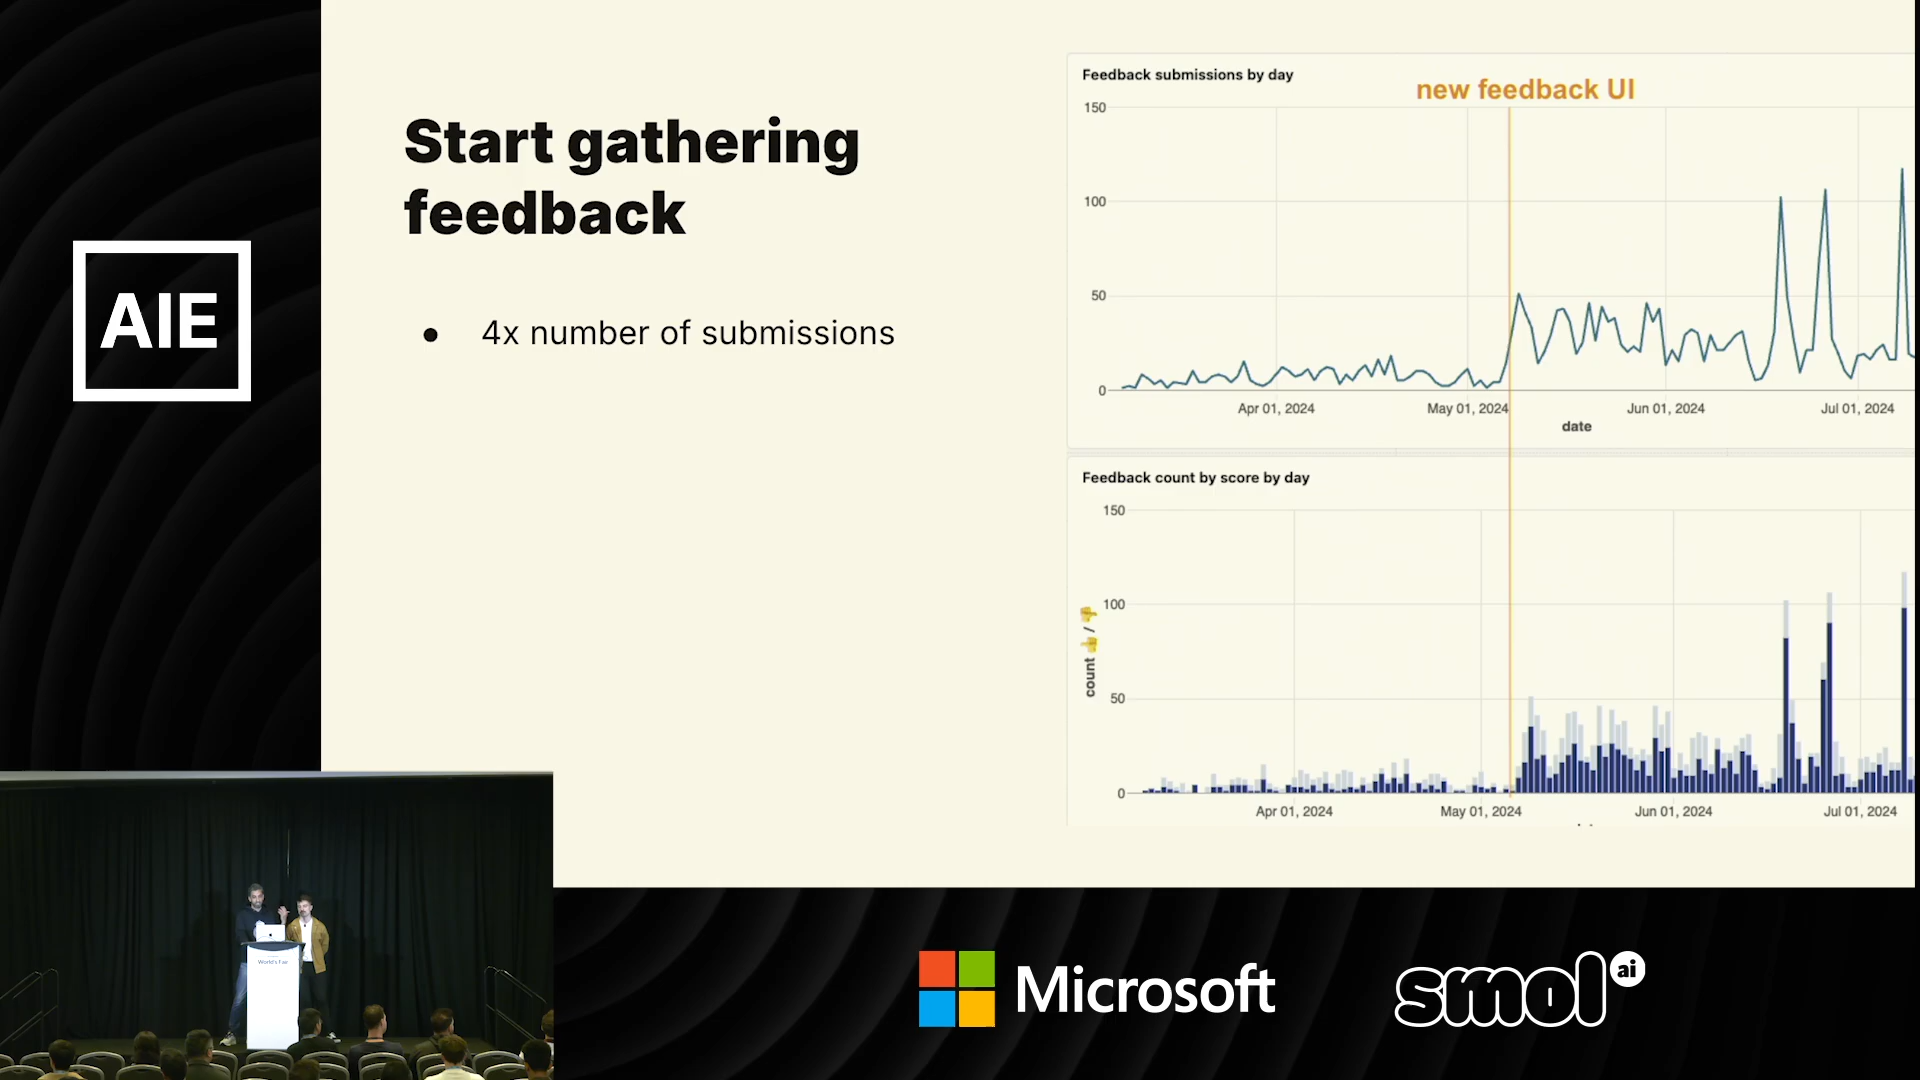 AIE
Start gathering
feedback
● 4x number of submissions
Feedback submissions by day
new feedback UI
150
100
50
0
Apr 01, 2024
May 01, 2024
Jun 01, 2024
Jul 01, 2024
date
Feedback count by score by day
150
100
50
0
count 👍 / 👎
Apr 01, 2024
May 01, 2024
Jun 01, 2024
Jul 01, 2024
World's Fair
Microsoft
smol ai